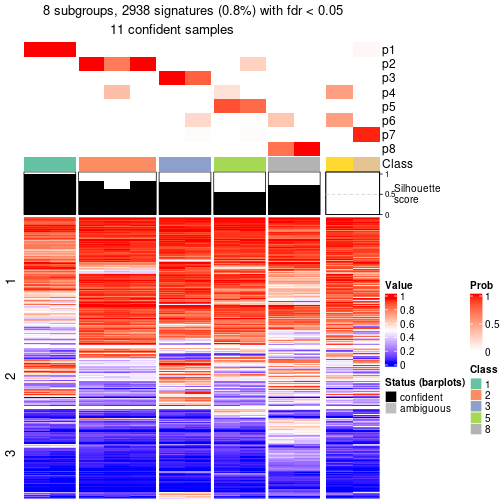 8 subgroups, 2938 signatures (0.8%) with fdr < 0.05
11 confident samples
p1
p2
p3
p4
p5
p6
p7
p8
Class
1
0.5
0
Silhouette
score
1
2
3
Value
1
0.8
0.6
0.4
0.2
0
Prob
1
0.5
0
Status (barplots)
confident
ambiguous
Class
1
2
3
5
8